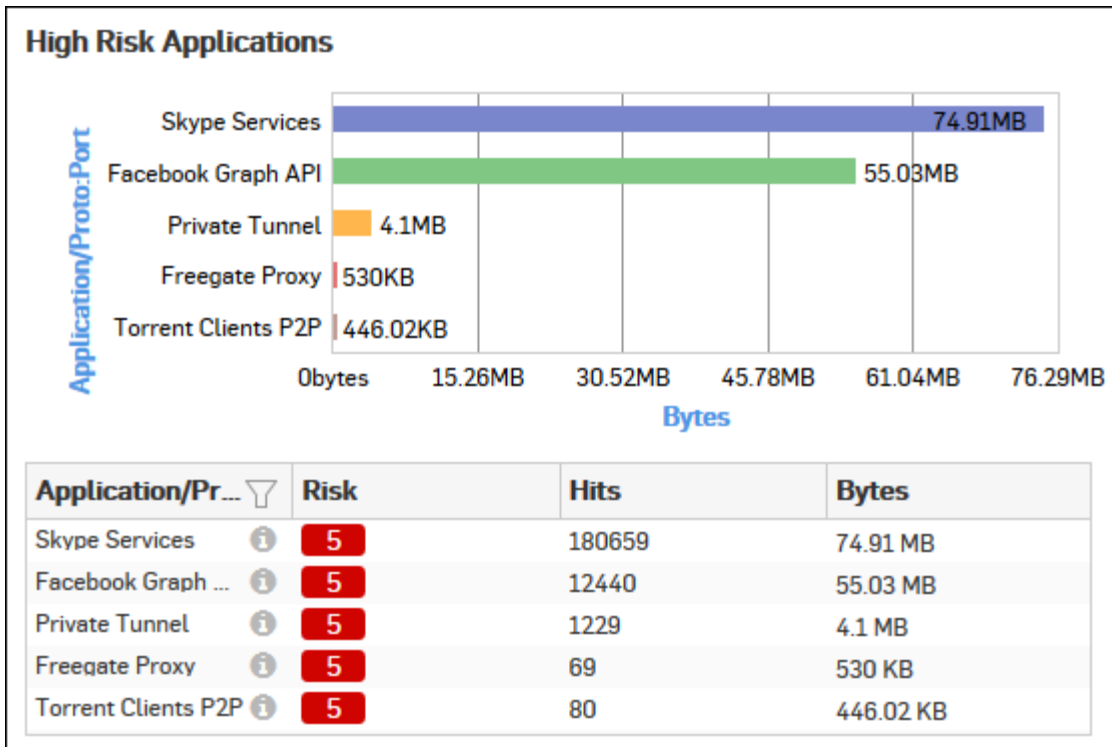 High Risk Applications
Application/Proto:Port
Skype Services 74.91MB
Facebook Graph API 55.03MB
Private Tunnel 4.1MB
Freegate Proxy 530KB
Torrent Clients P2P 446.02KB
0bytes 15.26MB 30.52MB 45.78MB 61.04MB 76.29MB
Bytes
Application/Pr... Risk Hits Bytes
Skype Services 5 180659 74.91 MB
Facebook Graph ... 5 12440 55.03 MB
Private Tunnel 5 1229 4.1 MB
Freegate Proxy 5 69 530 KB
Torrent Clients P2P 5 80 446.02 KB